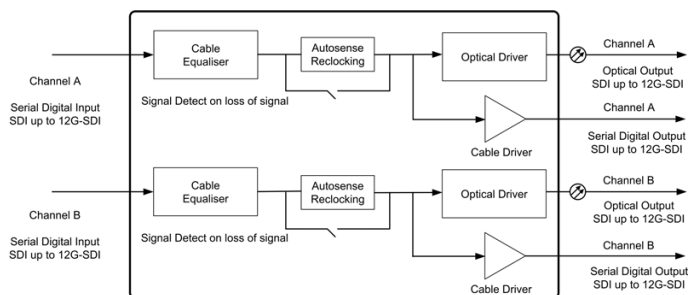 Channel A
Serial Digital Input
SDI up to 12G-SDI
Cable
Equaliser
Autosense
Reclocking
Signal Detect on loss of signal
Optical Driver
Cable Driver
Channel A
Optical Output
SDI up to 12G-SDI
Channel A
Serial Digital Output
SDI up to 12G-SDI
Channel B
Serial Digital Input
SDI up to 12G-SDI
Cable
Equaliser
Autosense
Reclocking
Signal Detect on loss of signal
Optical Driver
Cable Driver
Channel B
Optical Output
SDI up to 12G-SDI
Channel B
Serial Digital Output
SDI up to 12G-SDI